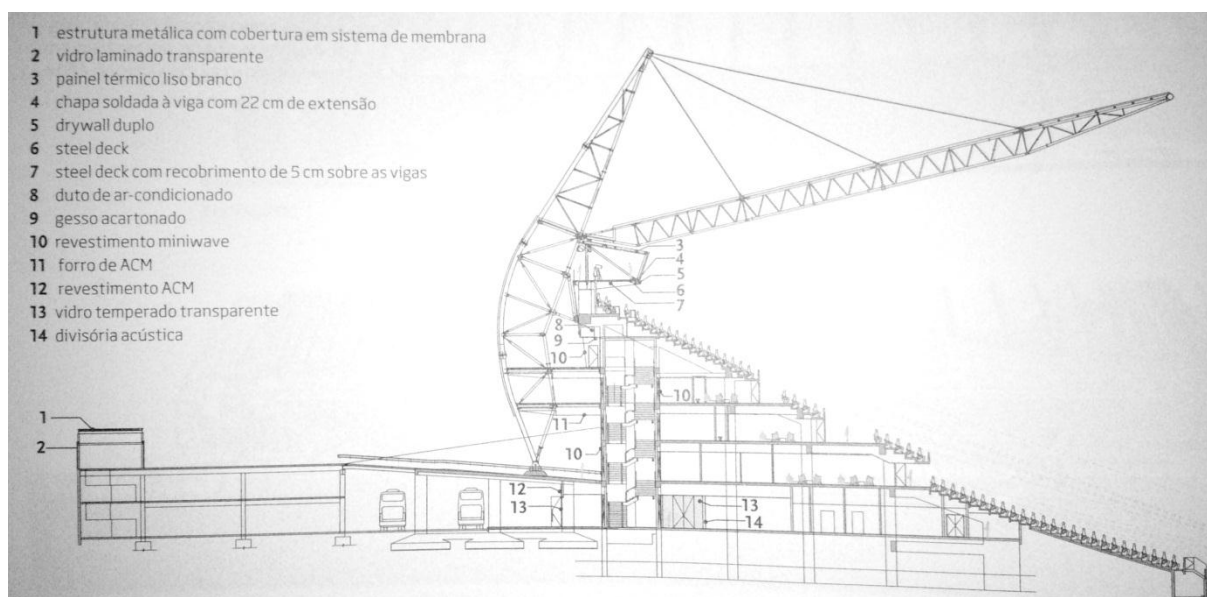 1 estrutura metálica com cobertura em sistema de membrana
2 vidro laminado transparente
3 painel térmico liso branco
4 chapa soldada à viga com 22 cm de extensão
5 drywall duplo
6 steel deck
7 steel deck com recobrimento de 5 cm sobre as vigas
8 duto de ar-condicionado
9 gesso acartonado
10 revestimento miniwave
11 forro de ACM
12 revestimento ACM
13 vidro temperado transparente
14 divisória acústica
3
4
5
6
7
8
9
10
10
11
10
1
2
12
13
13
14